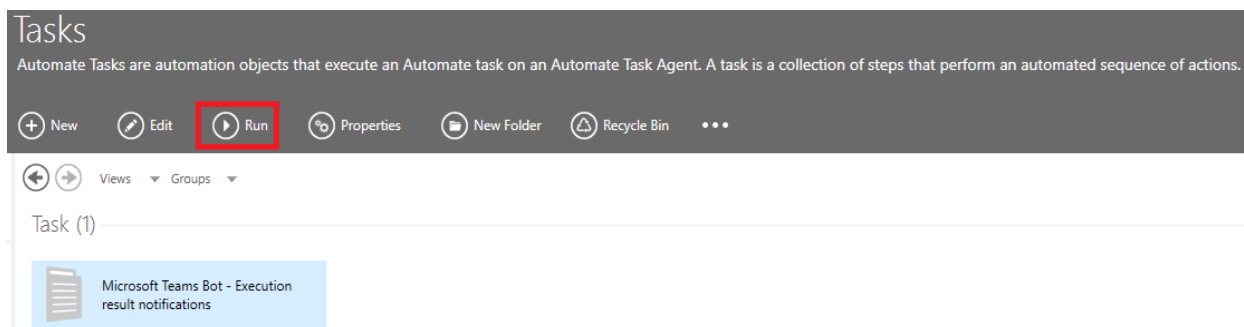 Tasks
Automate Tasks are automation objects that execute an Automate task on an Automate Task Agent. A task is a collection of steps that perform an automated sequence of actions.
New Edit Run Properties New Folder Recycle Bin •••
Views Groups
Task (1)
Microsoft Teams Bot - Execution
result notifications